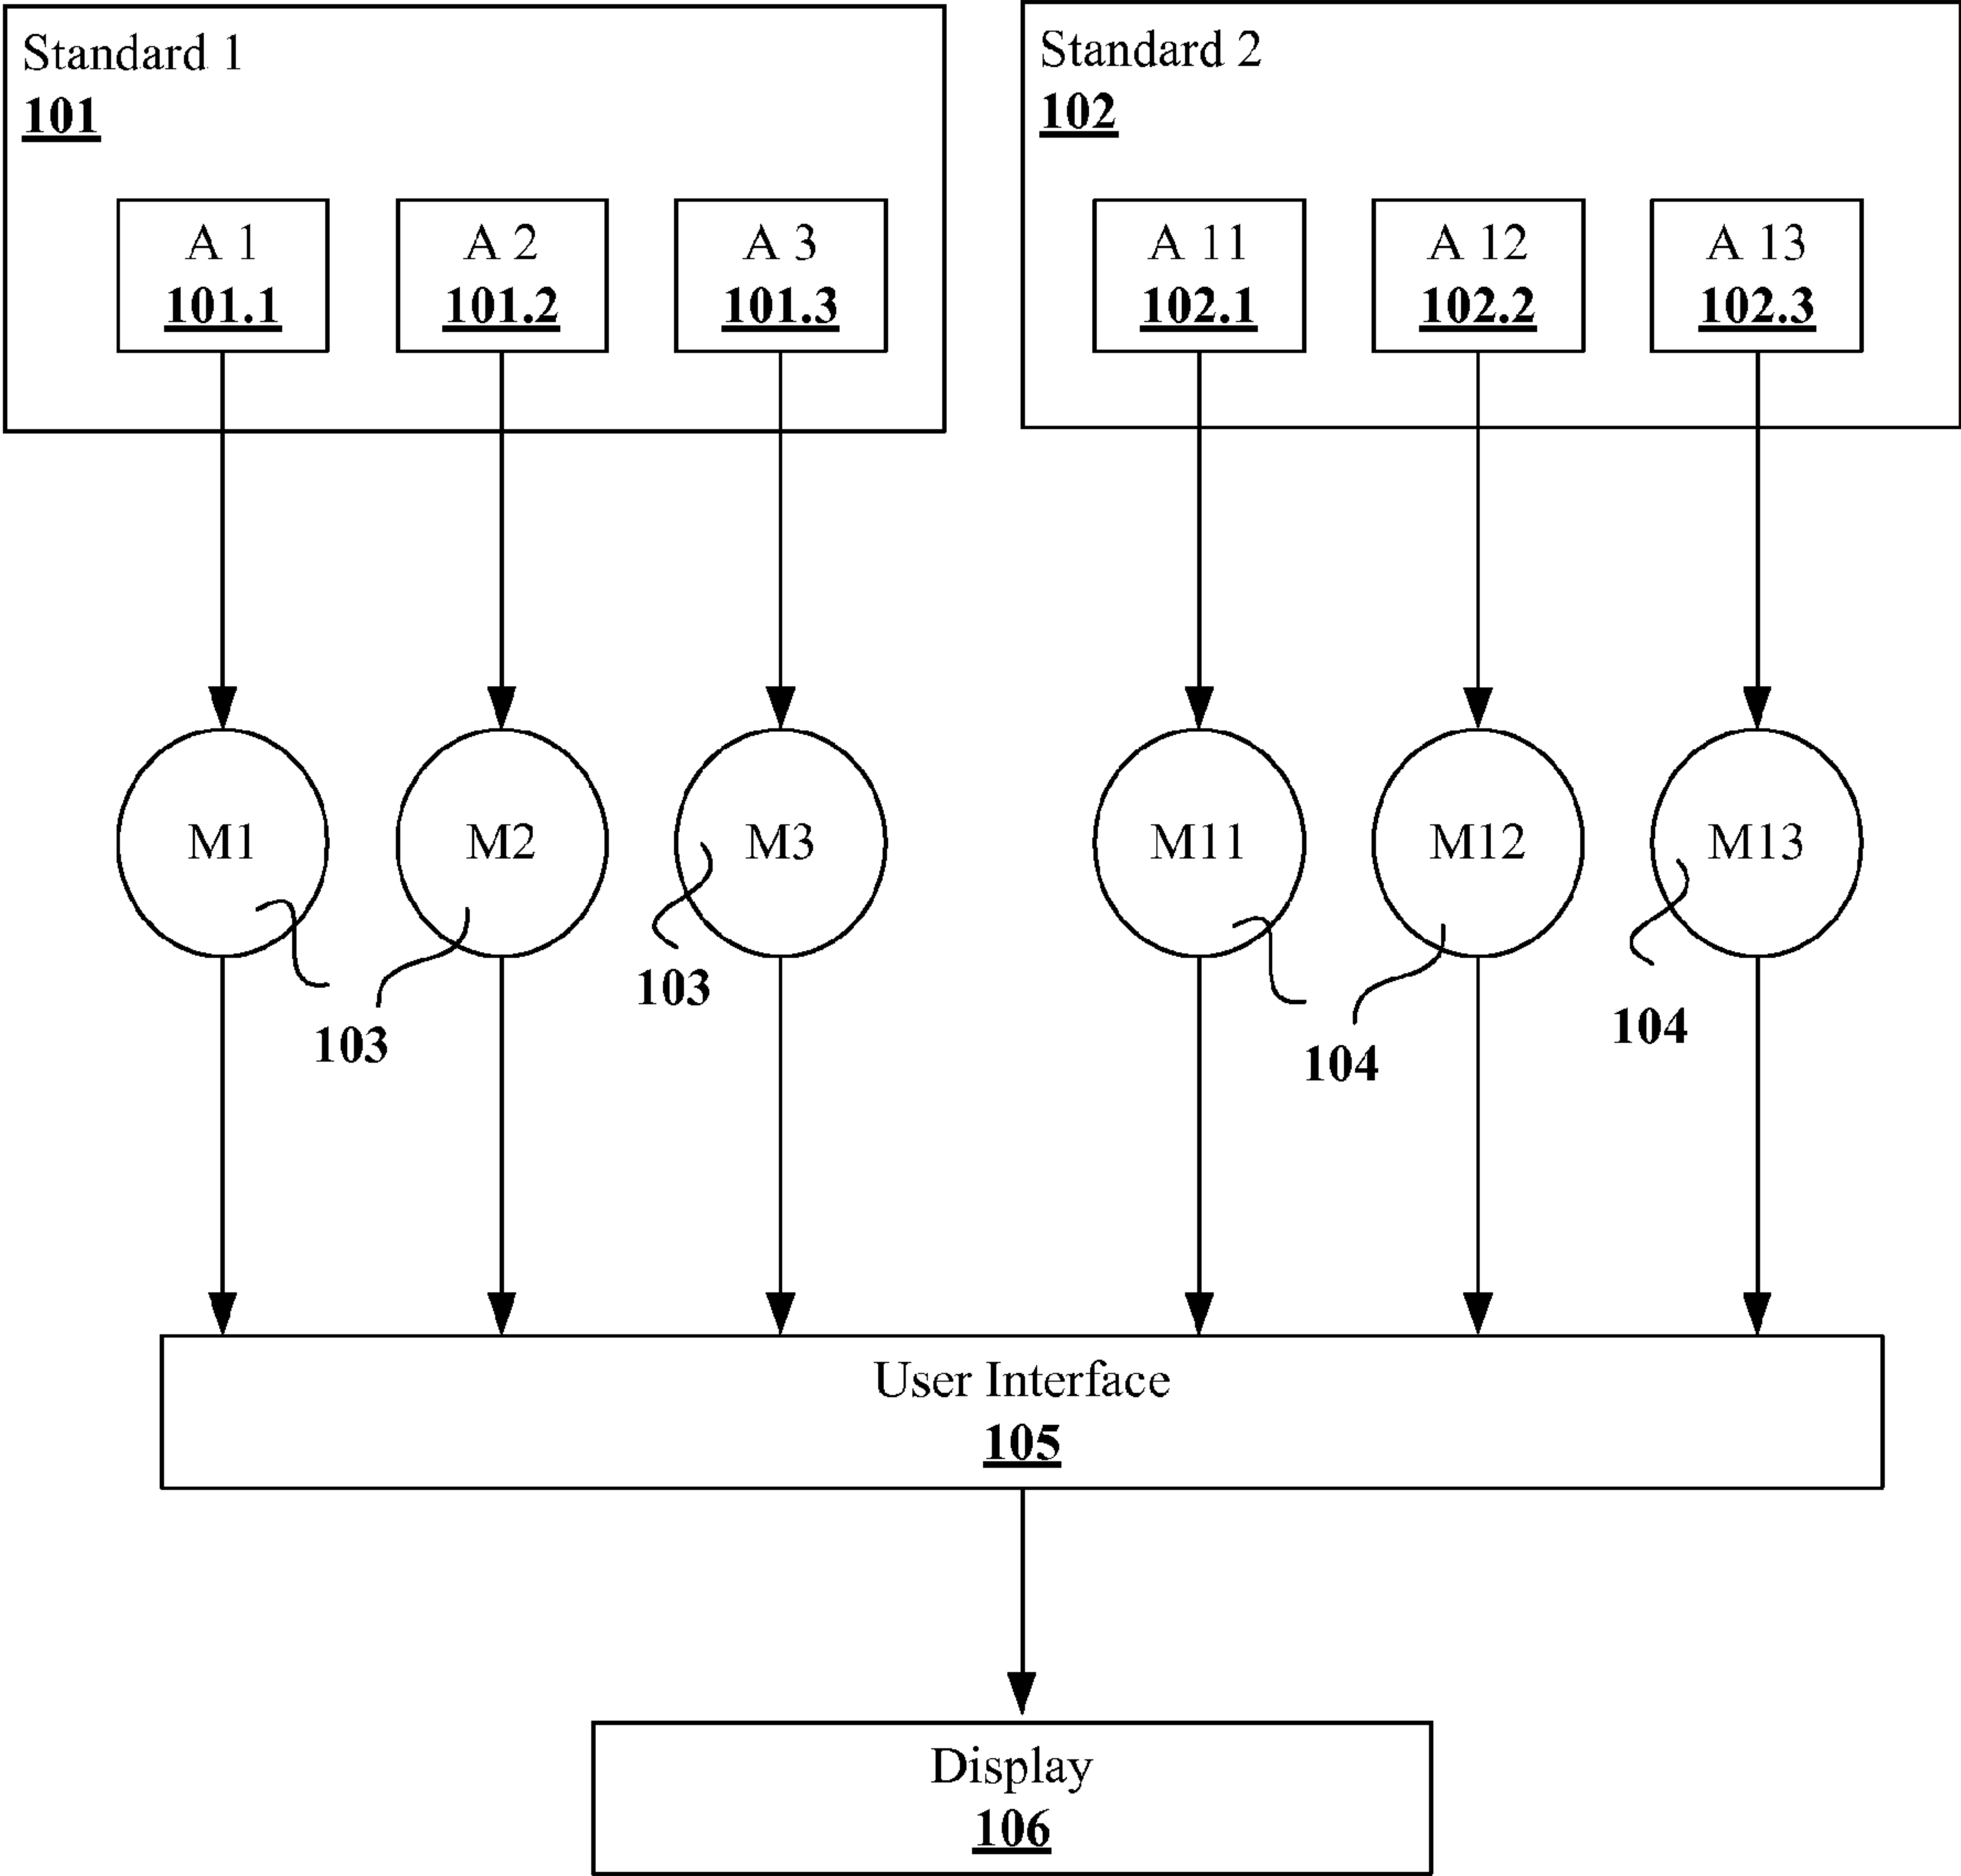 Standard 1
101
Standard 2
102
A 1
101.1
A 2
101.2
A 3
101.3
A 11
102.1
A 12
102.2
A 13
102.3
M1
M2
M3
M11
M12
M13
103
103
104
104
User Interface
105
Display
106